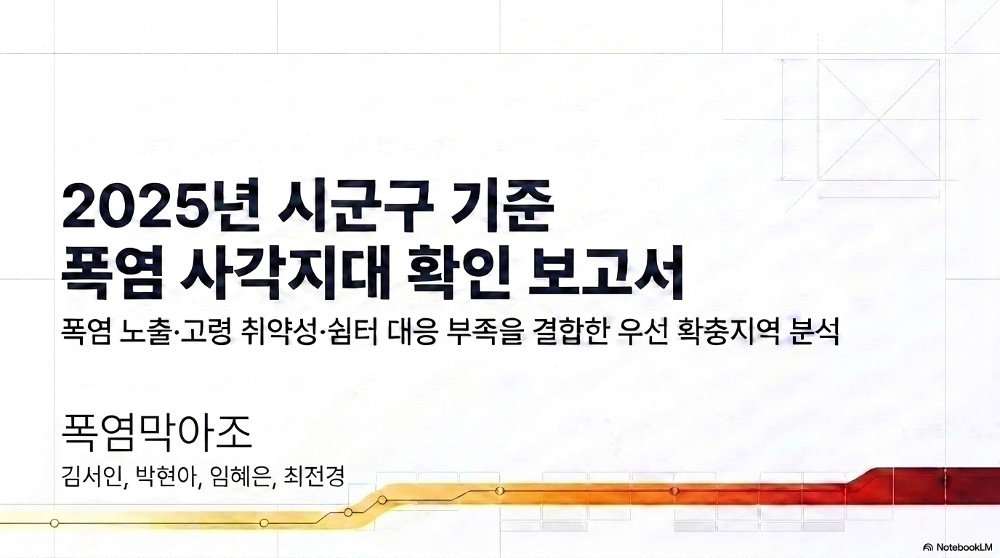 2025년 시군구 기준
폭염 사각지대 확인 보고서
폭염 노출·고령 취약성·쉼터 대응 부족을 결합한 우선 확충지역 분석
폭염막아조
김서인, 박현아, 임혜은, 최전경
NotebookLM